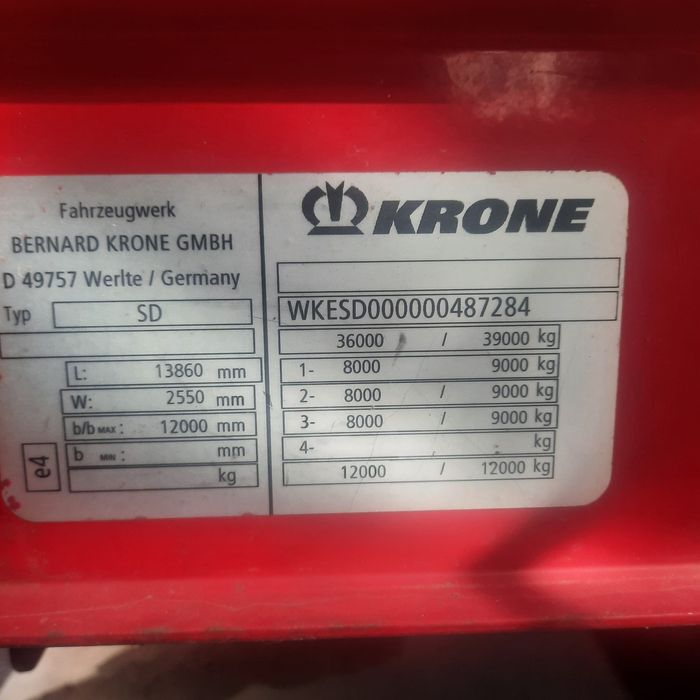 Fahrzeugwerk
BERNARD KRONE GMBH
D 49757 Werlte / Germany
Typ SD
L: 13860 mm
W: 2550 mm
b/b MAX : 12000 mm
b MIN : mm
kg
e4
KRONE
WKESD000000487284
36000 / 39000 kg
1- 8000 9000 kg
2- 8000 / 9000 kg
3- 8000 / 9000 kg
4- kg
12000 / 12000 kg